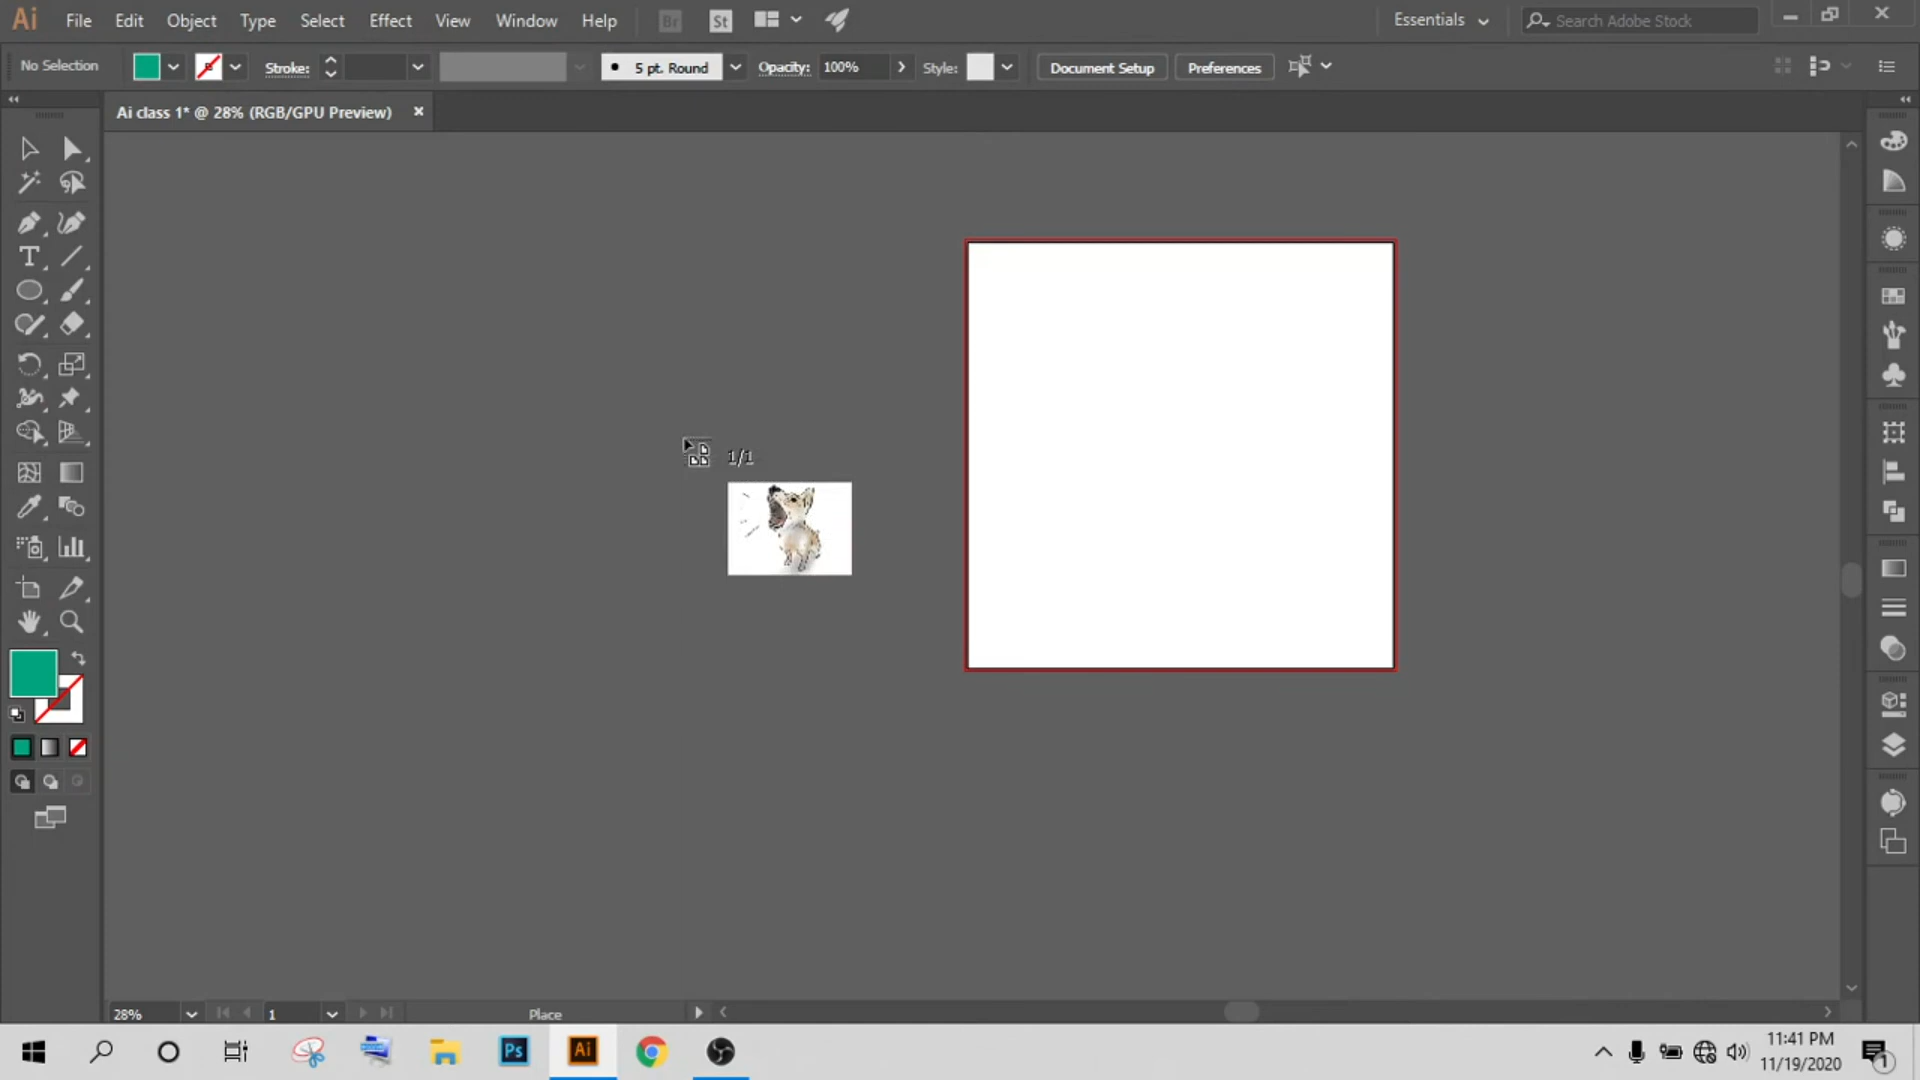 Ai File Edit Object Type Select Effect View Window Help Br St Essentials Search Adobe Stock
No Selection Stroke: 5 pt. Round Opacity: 100% Style: Document Setup Preferences
Ai class 1* @ 28% (RGB/GPU Preview)
T
1/1
28% 1 Place
Ps Ai
11:41 PM
11/19/2020
1